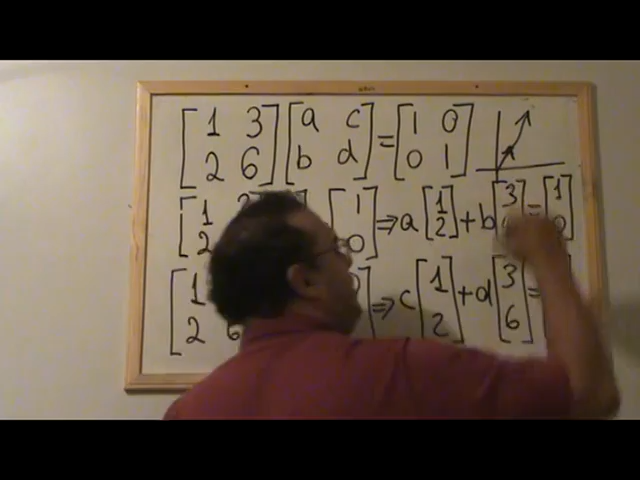 [1 3 2 6] [a c b d] = [1 0 0 1]
[1 2 [1 0] ⇒ a [1 2] + b [3 = [1
[1 2 6 ⇒ c [1 2] + d [3 6] =